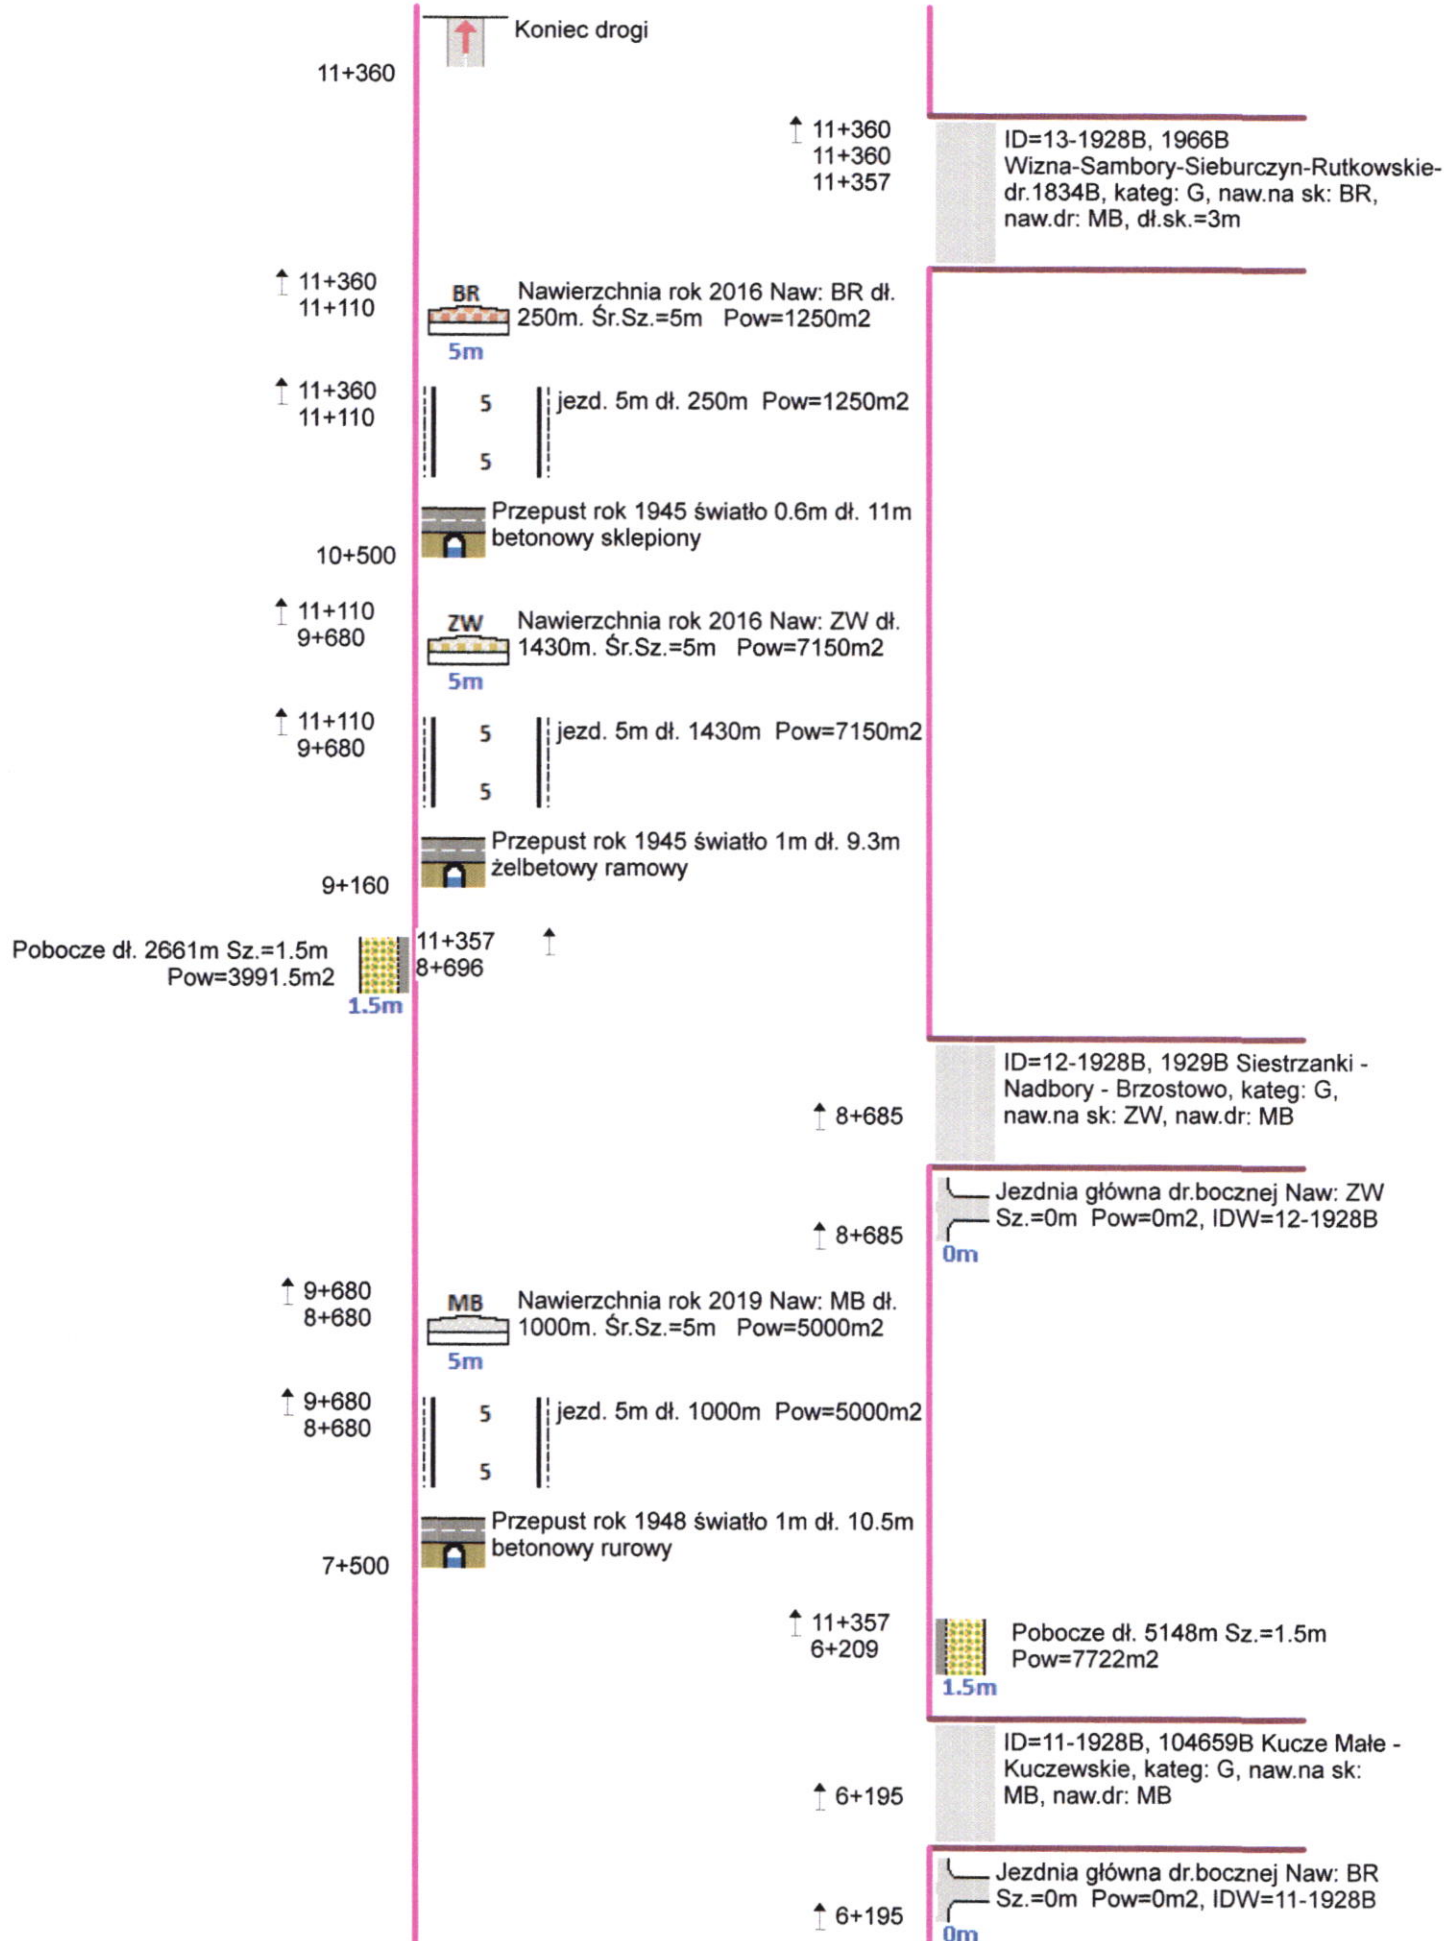 Koniec drogi
11+360
11+360
11+360
11+357
ID=13-1928B, 1966B
Wizna-Sambory-Sieburczyn-Rutkowskie-
dr.1834B, kateg: G, naw.na sk: BR,
naw.dr: MB, dł.sk.=3m
11+360
11+110
BR
5m
Nawierzchnia rok 2016 Naw: BR dł.
250m. Śr.Sz.=5m Pow=1250m2
11+360
11+110
5
5
jezd. 5m dł. 250m Pow=1250m2
10+500
Przepust rok 1945 światło 0.6m dł. 11m
betonowy sklepiony
11+110
9+680
ZW
5m
Nawierzchnia rok 2016 Naw: ZW dł.
1430m. Śr.Sz.=5m Pow=7150m2
11+110
9+680
5
5
jezd. 5m dł. 1430m Pow=7150m2
9+160
Przepust rok 1945 światło 1m dł. 9.3m
żelbetowy ramowy
Pobocze dł. 2661m Sz.=1.5m
Pow=3991.5m2
1.5m
11+357
8+696
8+685
ID=12-1928B, 1929B Siestrzanki -
Nadbory - Brzostowo, kateg: G,
naw.na sk: ZW, naw.dr: MB
8+685
Jezdnia główna dr.bocznej Naw: ZW
Sz.=0m Pow=0m2, IDW=12-1928B
0m
9+680
8+680
MB
5m
Nawierzchnia rok 2019 Naw: MB dł.
1000m. Śr.Sz.=5m Pow=5000m2
9+680
8+680
5
5
jezd. 5m dł. 1000m Pow=5000m2
7+500
Przepust rok 1948 światło 1m dł. 10.5m
betonowy rurowy
11+357
6+209
1.5m
Pobocze dł. 5148m Sz.=1.5m
Pow=7722m2
6+195
ID=11-1928B, 104659B Kucze Małe -
Kuczewskie, kateg: G, naw.na sk:
MB, naw.dr: MB
6+195
Jezdnia główna dr.bocznej Naw: BR
Sz.=0m Pow=0m2, IDW=11-1928B
0m